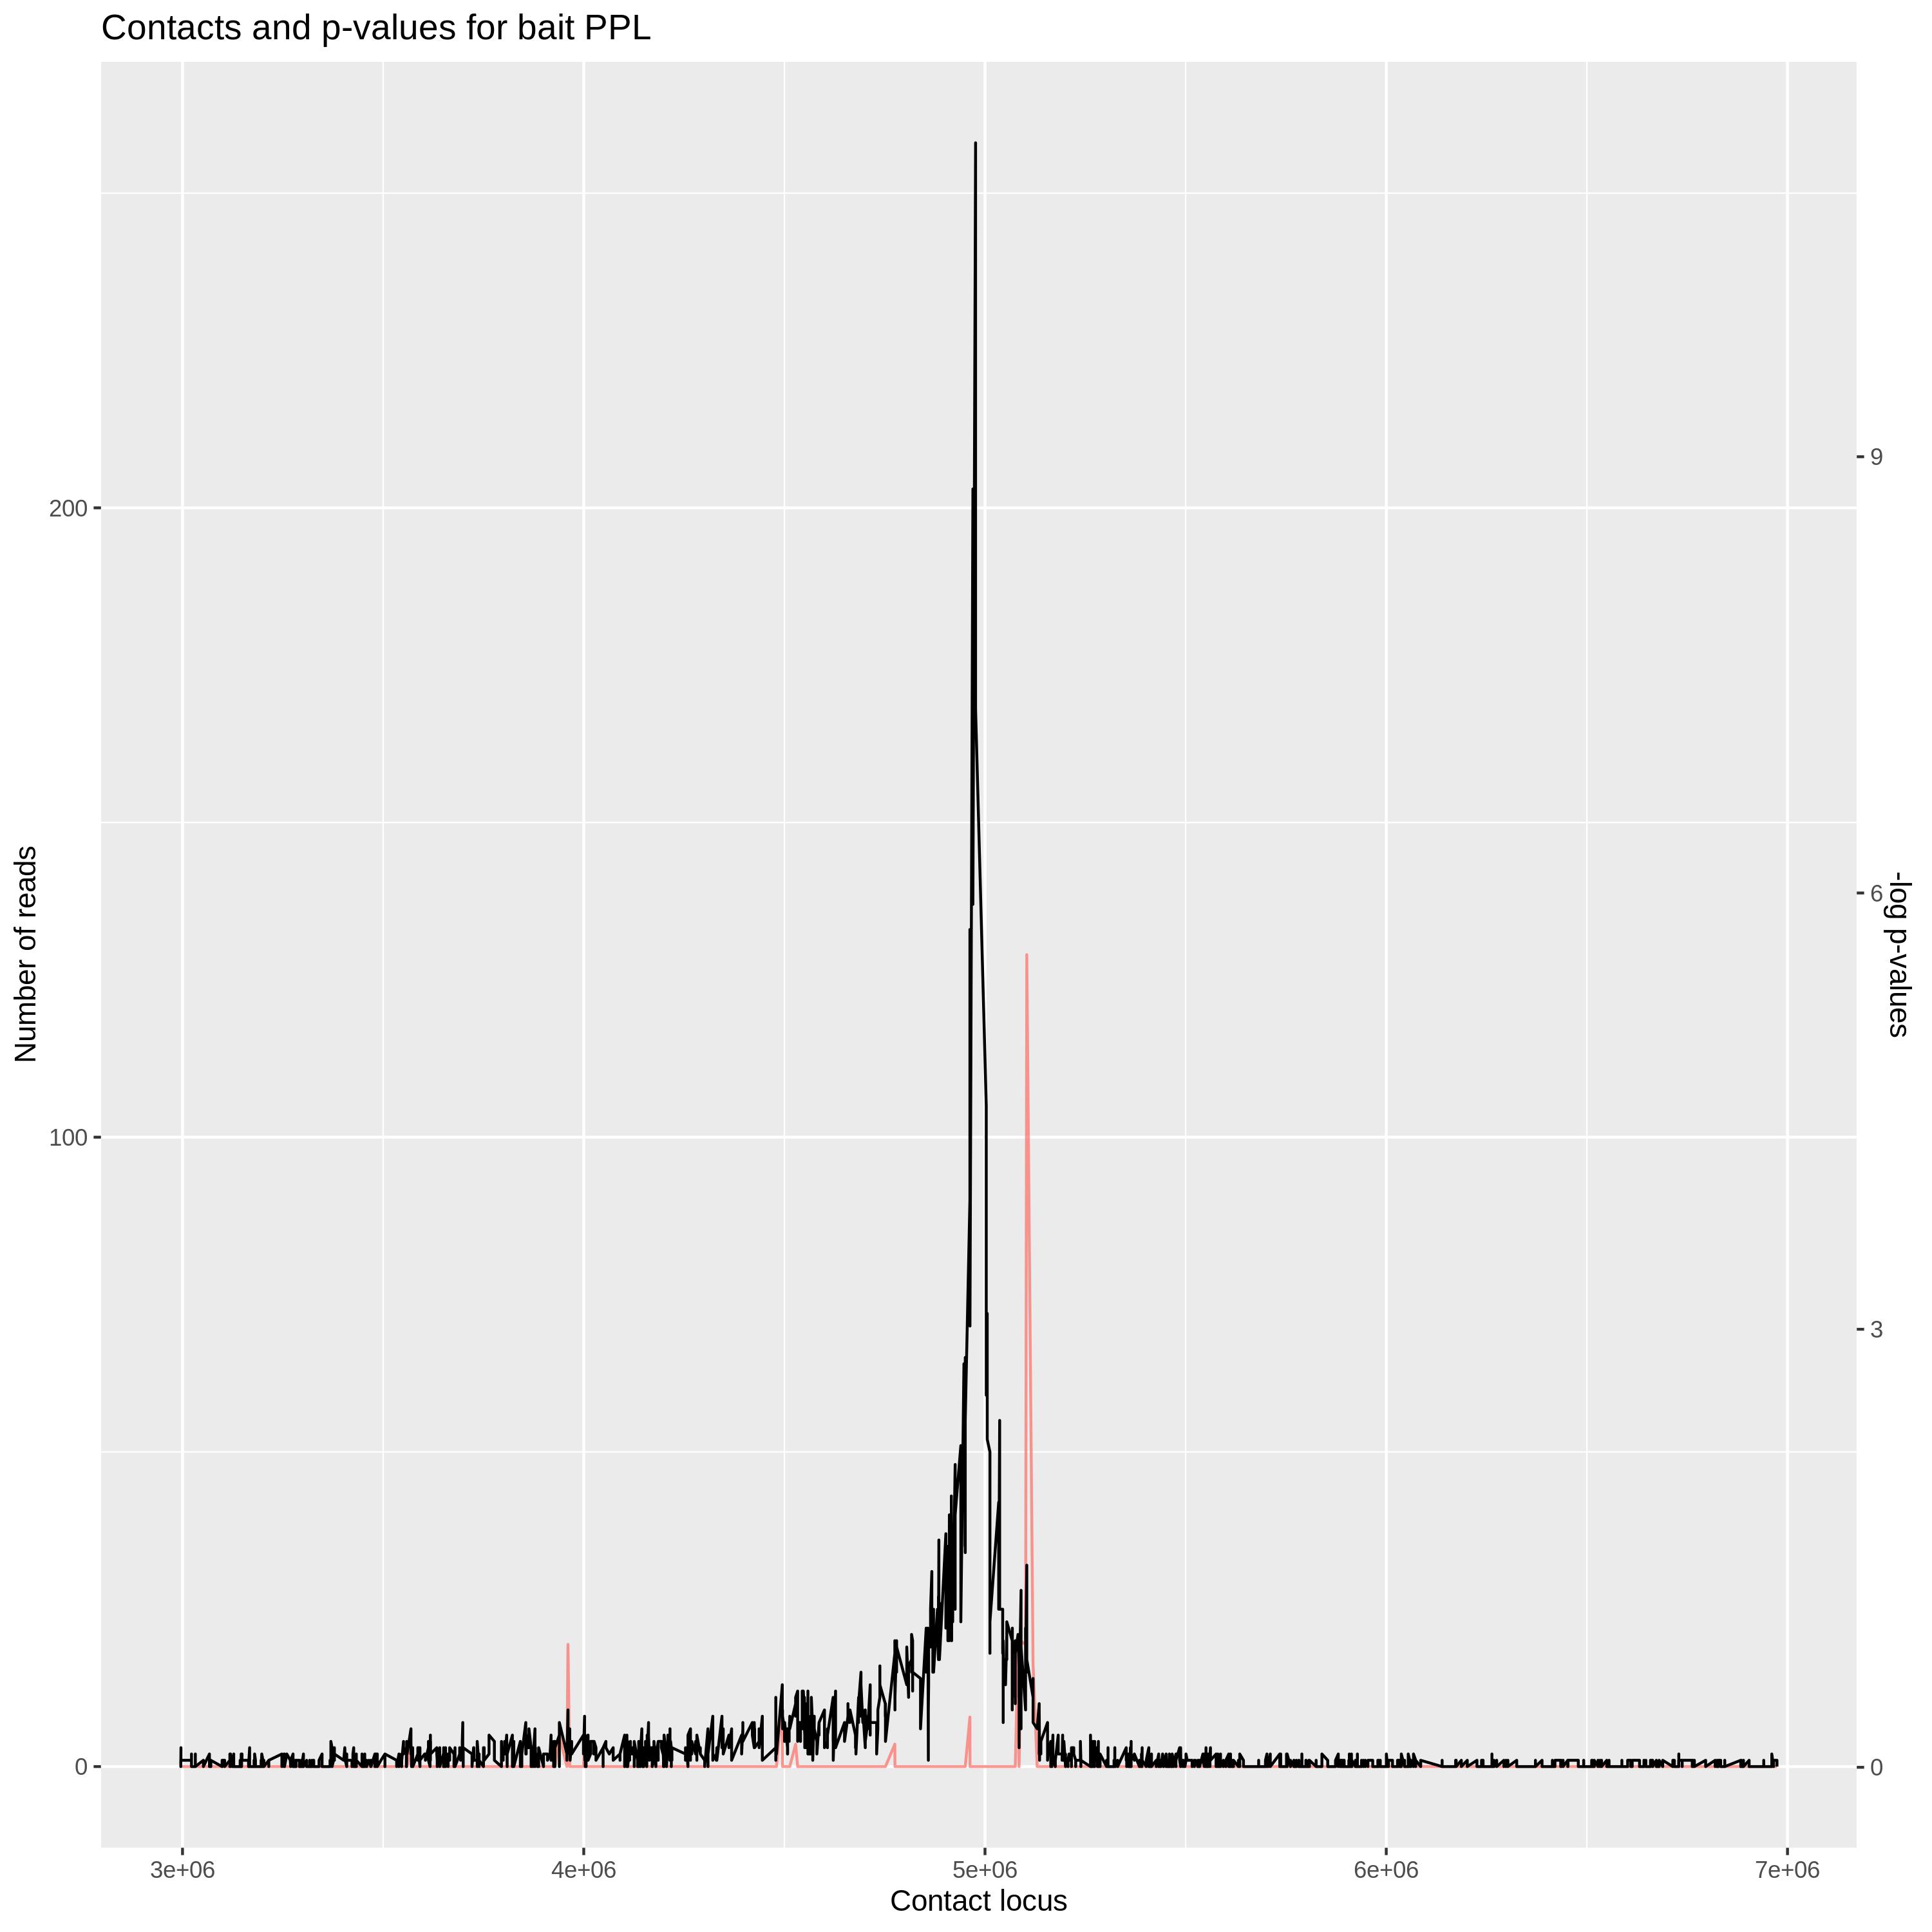 Contacts and p-values for bait PPL
Number of reads
200
100
0
9
6
3
0
-log p-values
3e+06
4e+06
5e+06
6e+06
7e+06
Contact locus